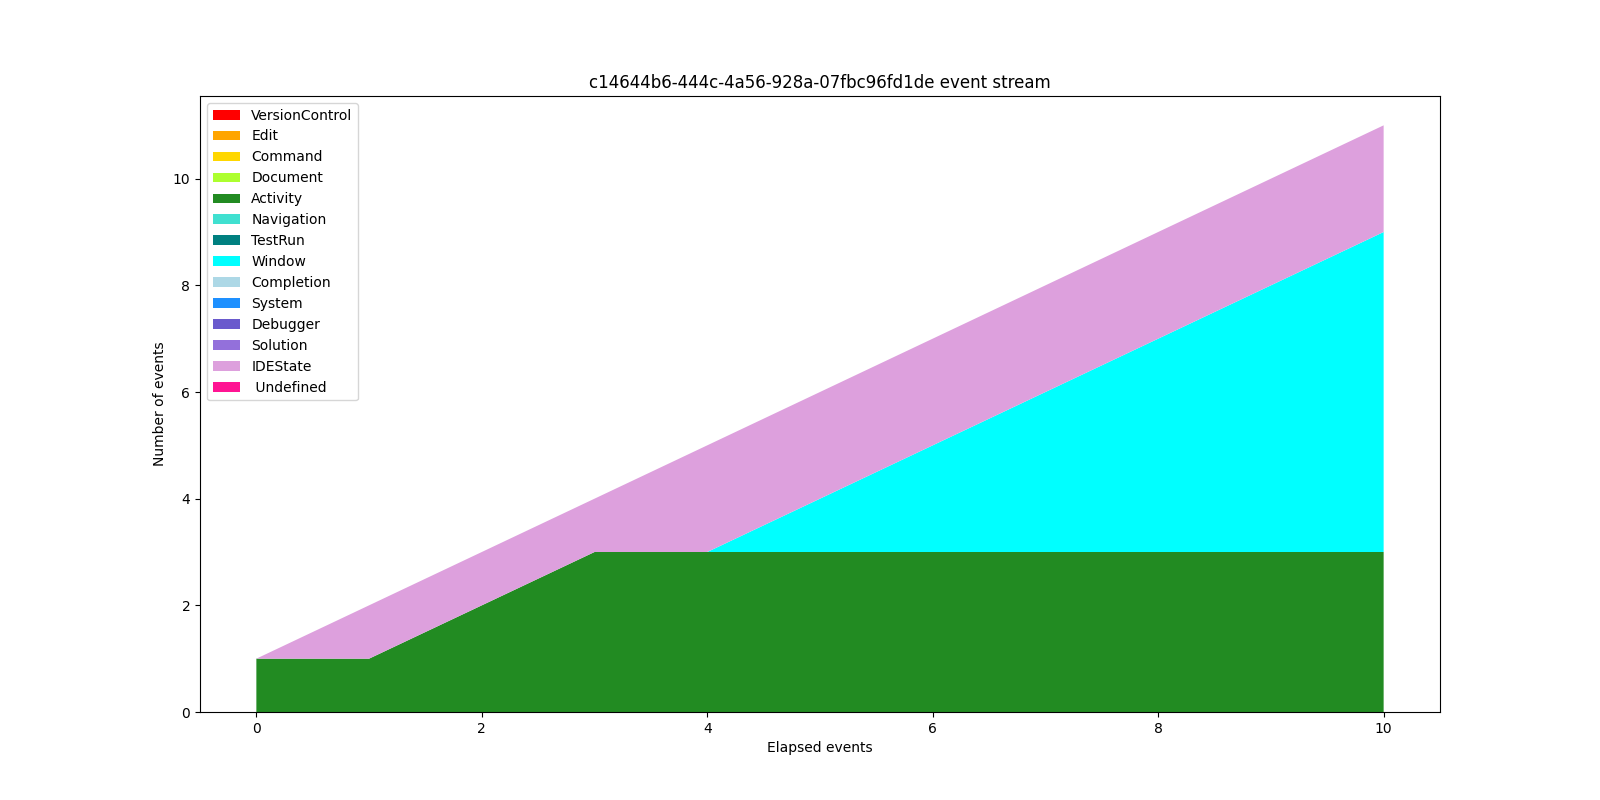 c14644b6-444c-4a56-928a-07fbc96fd1de event stream
VersionControl
Edit
Command
Document
Activity
Navigation
TestRun
Window
Completion
System
Debugger
Solution
IDEState
Undefined
Number of events
10
8
6
4
2
0
0 2 4 6 8 10
Elapsed events